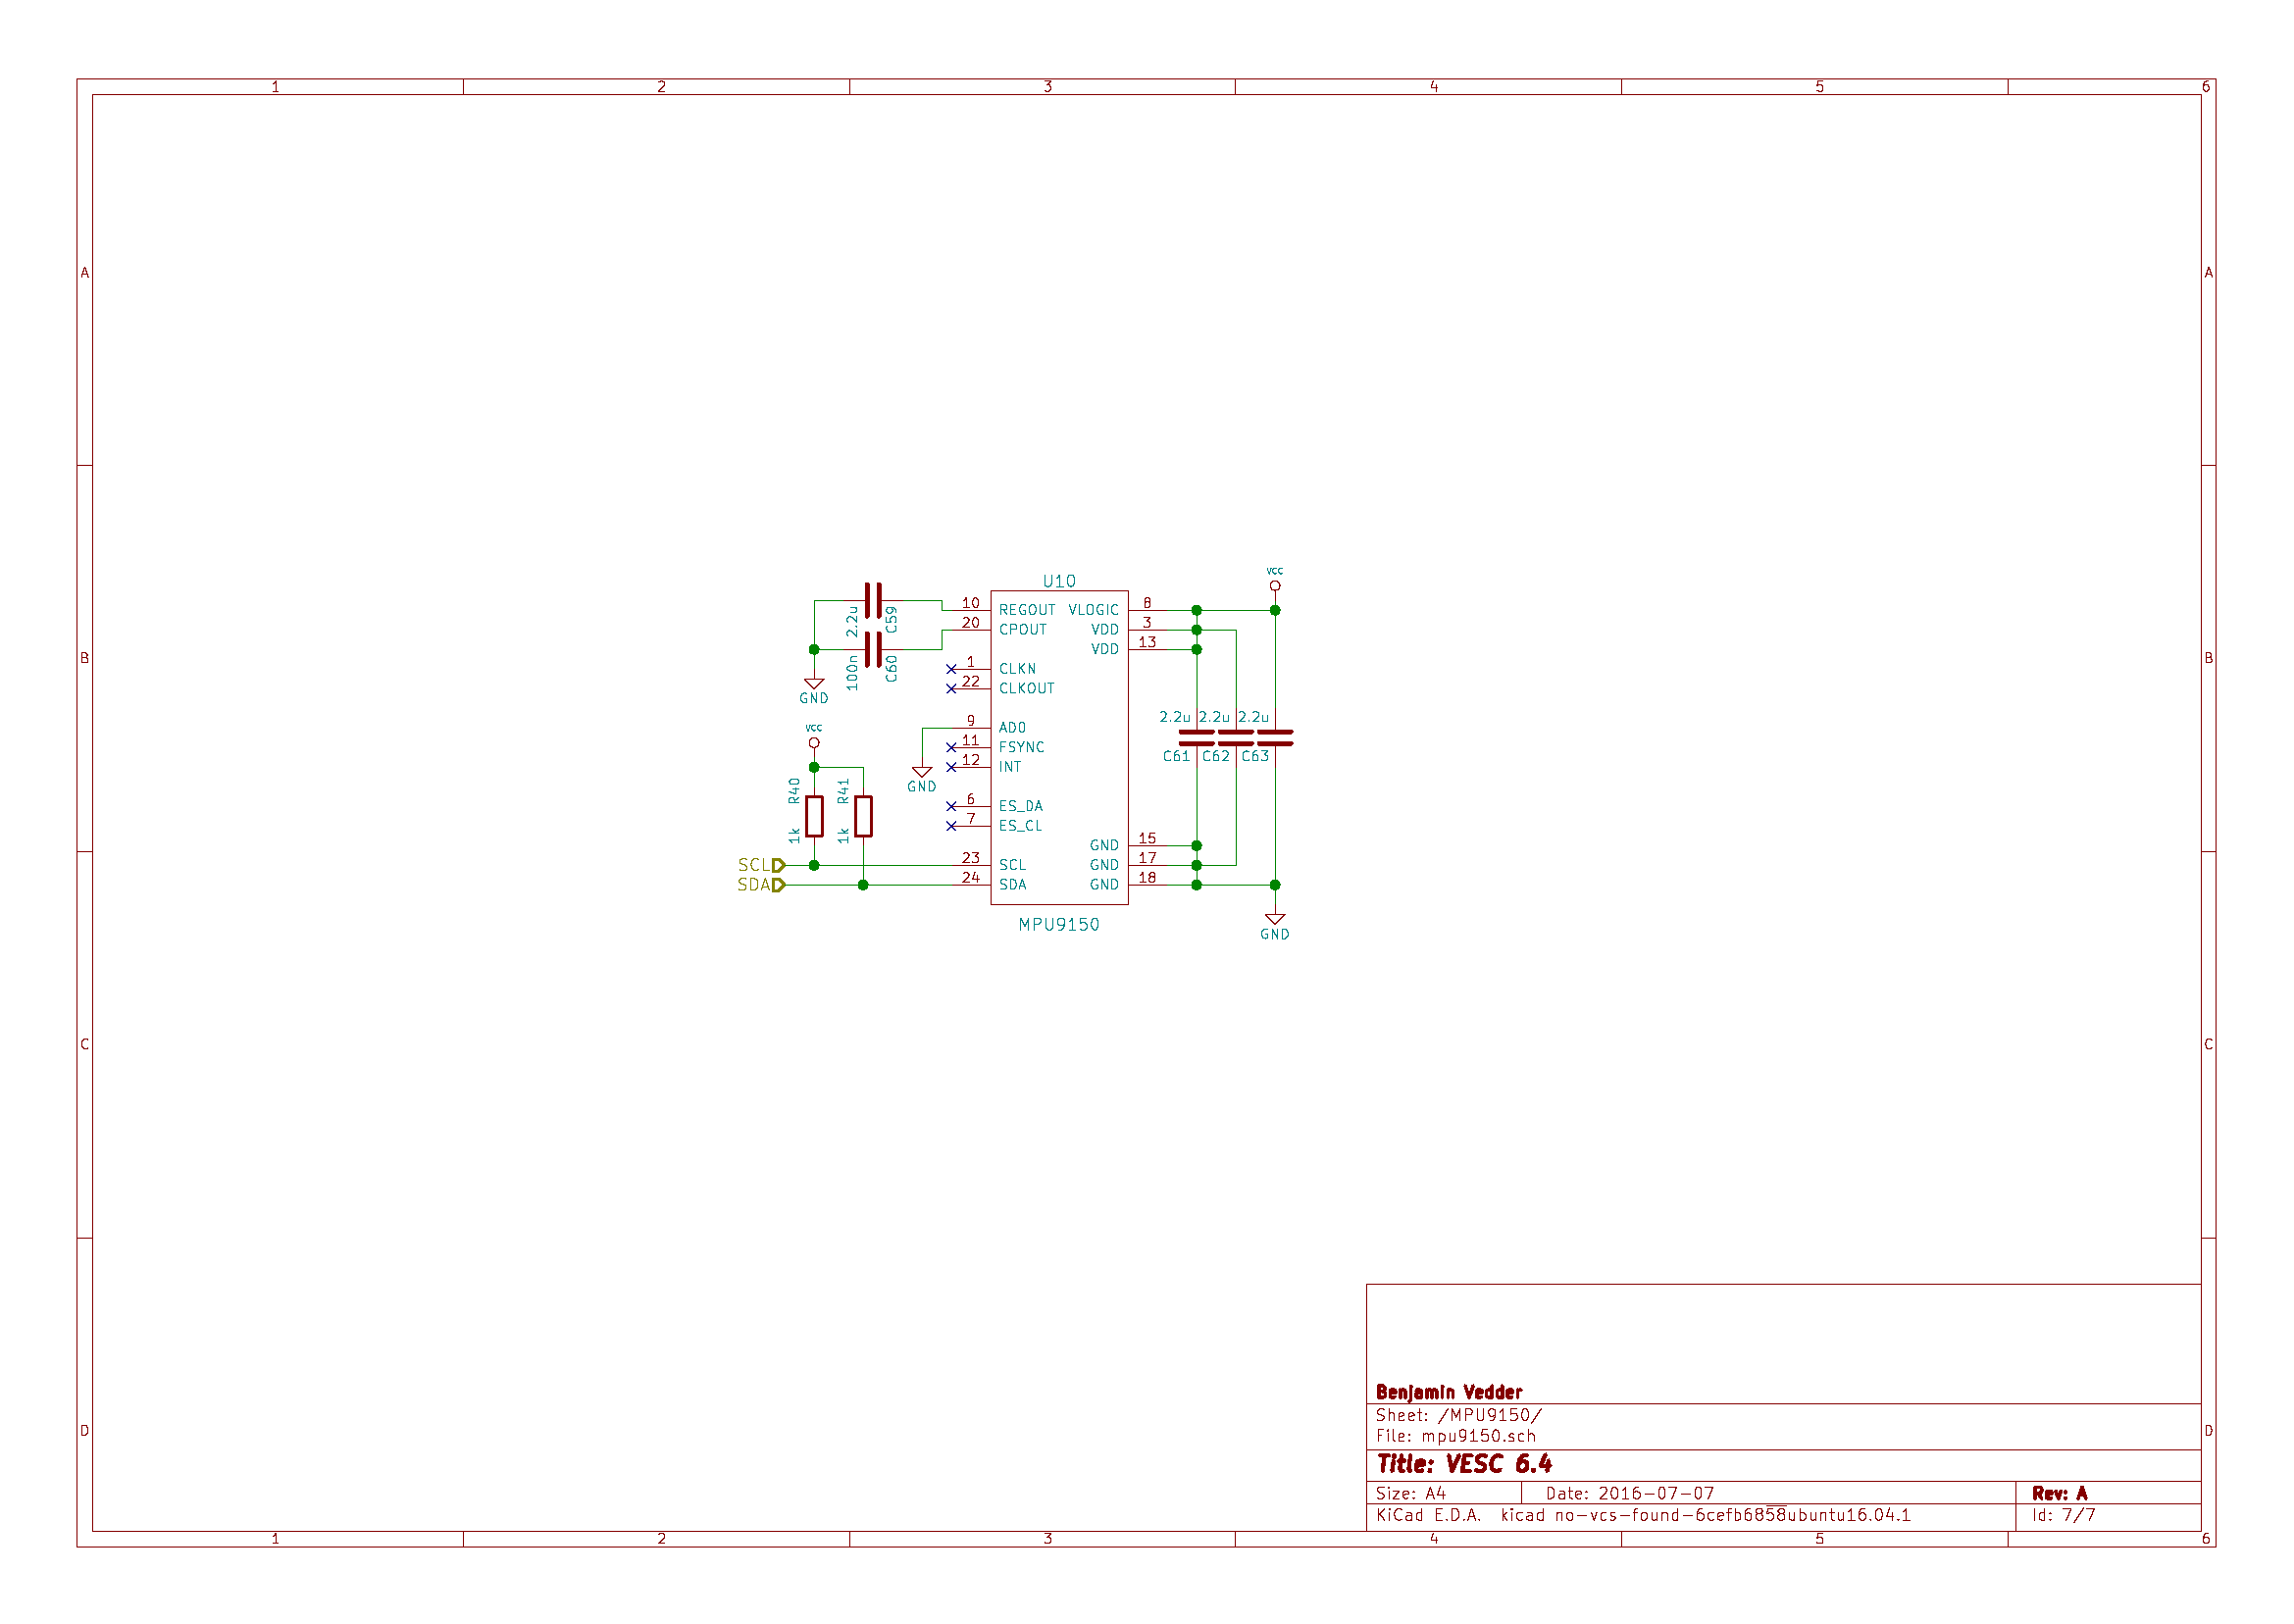 1 2 3 4 5 6
A A
B B
C C
D D
U10
VCC
2.2u C59
100n C60
GND
VCC
R40 R41
1k 1k
GND
SCL
SDA
10 REGOUT VLOGIC 8
20 CPOUT VDD 3
VDD 13
1 CLKN
22 CLKOUT
9 AD0
11 FSYNC
12 INT
6 ES_DA
7 ES_CL
GND 15
23 SCL GND 17
24 SDA GND 18
MPU9150
2.2u 2.2u 2.2u
C61 C62 C63
GND
Benjamin Vedder
Sheet: /MPU9150/
File: mpu9150.sch
Title: VESC 6.4
Size: A4 Date: 2016-07-07 Rev: A
KiCad E.D.A. kicad no-vcs-found-6cefb6858ubuntu16.04.1 Id: 7/7
1 2 3 4 5 6